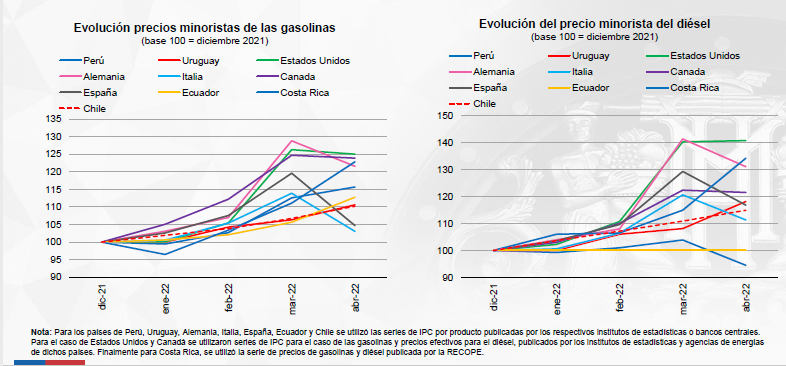 Evolución precios minoristas de las gasolinas
(base 100 = diciembre 2021)
Perú
Uruguay
Estados Unidos
Alemania
Italia
Canada
España
Ecuador
Costa Rica
Chile
135
130
125
120
115
110
105
100
95
90
dic-21
ene-22
feb-22
mar-22
abr-22
Evolución del precio minorista del diésel
(base 100 = diciembre 2021)
Perú
Uruguay
Estados Unidos
Alemania
Italia
Canada
España
Ecuador
Costa Rica
Chile
150
140
130
120
110
100
90
dic-21
ene-22
feb-22
mar-22
abr-22
Nota: Para los países de Perú, Uruguay, Alemania, Italia, España, Ecuador y Chile se utilizó las series de IPC por producto publicadas por los respectivos institutos de estadísticas o bancos centrales.
Para el caso de Estados Unidos y Canadá se utilizaron series de IPC para el caso de las gasolinas y precios efectivos para el diésel, publicados por los institutos de estadísticas y agencias de energías
de dichos países. Finalmente para Costa Rica, se utilizó la serie de precios de gasolinas y diésel publicada por la RECOPE.